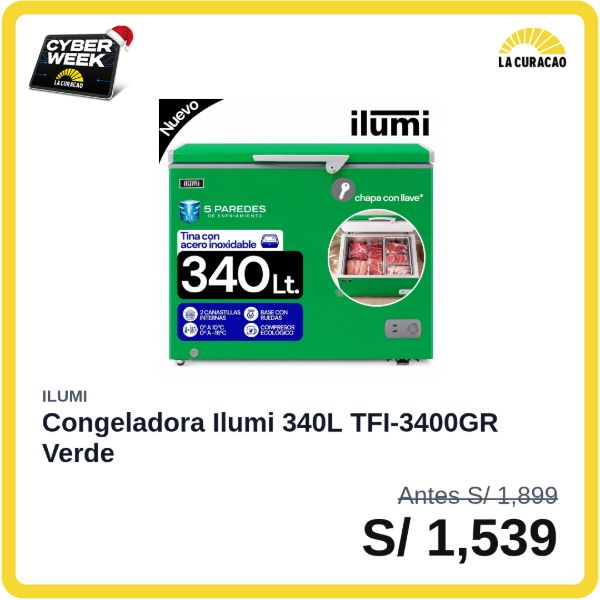 CYBER
WEEK
LA CURACAO
LA CURACAO
Nuevo
ilumi
ilumi
chapa con llave*
5 PAREDES
DE ENFRIAMIENTO
Tina con
acero inoxidable
340Lt.
2 CANASTILLAS
INTERNAS
BASE CON
RUEDAS
0° A 10°C
0° A -18°C
COMPRESOR
ECOLÓGICO
ILUMI
Congeladora Ilumi 340L TFI-3400GR
Verde
Antes S/ 1,899
S/ 1,539